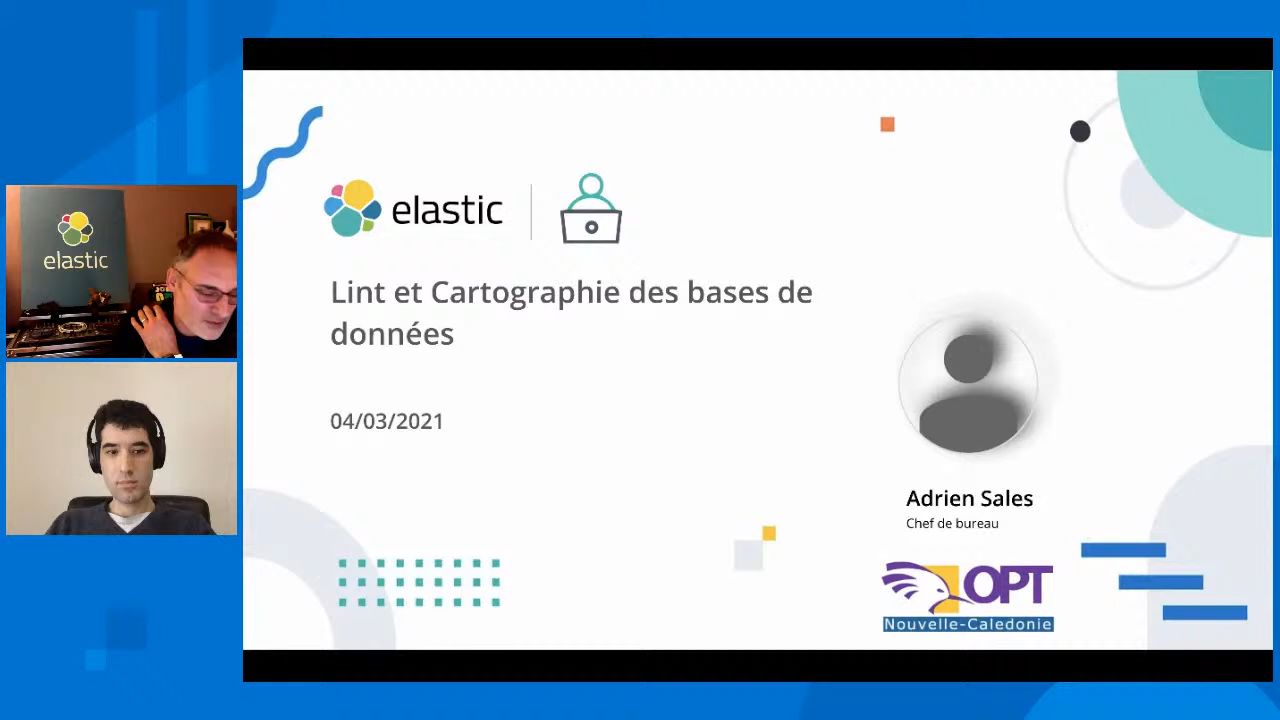 elastic
elastic
Lint et Cartographie des bases de
données
04/03/2021
Adrien Sales
Chef de bureau
OPT
Nouvelle-Caledonie